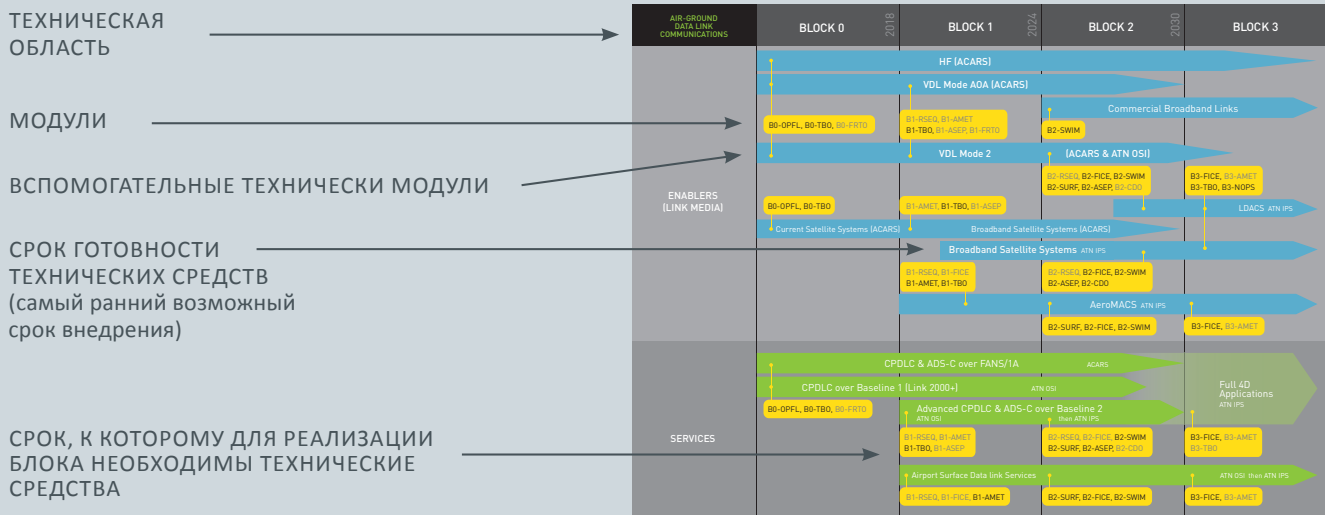 ТЕХНИЧЕСКАЯ
ОБЛАСТЬ
МОДУЛИ
ВСПОМОГАТЕЛЬНЫЕ ТЕХНИЧЕСКИ МОДУЛИ
СРОК ГОТОВНОСТИ
ТЕХНИЧЕСКИХ СРЕДСТВ
(самый ранний возможный
срок внедрения)
СРОК, К КОТОРОМУ ДЛЯ РЕАЛИЗАЦИИ
БЛОКА НЕОБХОДИМЫ ТЕХНИЧЕСКИЕ
СРЕДСТВА
AIR-GROUND
DATA LINK
COMMUNICATIONS
BLOCK 0
2018
BLOCK 1
2024
BLOCK 2
2030
BLOCK 3
ENABLERS
(LINK MEDIA)
HF (ACARS)
VDL Mode AOA (ACARS)
Commercial Broadband Links
B0-OPFL, B0-TBO, B0-FRTO
B1-RSEQ, B1-AMET
B1-TBO, B1-ASEP, B1-FRTO
B2-SWIM
VDL Mode 2 (ACARS & ATN OSI)
B2-RSEQ, B2-FICE, B2-SWIM
B2-SURF, B2-ASEP, B2-CDO
B3-FICE, B3-AMET
B3-TBO, B3-NOPS
B0-OPFL, B0-TBO
B1-AMET, B1-TBO, B1-ASEP
LDACS ATN IPS
Current Satellite Systems (ACARS)
Broadband Satellite Systems (ACARS)
Broadband Satellite Systems ATN IPS
B1-RSEQ, B1-FICE
B1-AMET, B1-TBO
B2-RSEQ, B2-FICE, B2-SWIM
B2-ASEP, B2-CDO
AeroMACS ATN IPS
B2-SURF, B2-FICE, B2-SWIM
B3-FICE, B3-AMET
SERVICES
CPDLC & ADS-C over FANS/1A ACARS
CPDLC over Baseline 1 (Link 2000+) ATN OSI
Full 4D
Applications
ATN IPS
B0-OPFL, B0-TBO, B0-FRTO
Advanced CPDLC & ADS-C over Baseline 2
ATN OSI then ATN IPS
B1-RSEQ, B1-AMET
B1-TBO, B1-ASEP
B2-RSEQ, B2-FICE, B2-SWIM
B2-SURF, B2-ASEP, B2-CDO
B3-FICE, B3-AMET
B3-TBO
Airport Surface Data link Services ATN OSI then ATN IPS
B1-RSEQ, B1-FICE, B1-AMET
B2-SURF, B2-FICE, B2-SWIM
B3-FICE, B3-AMET